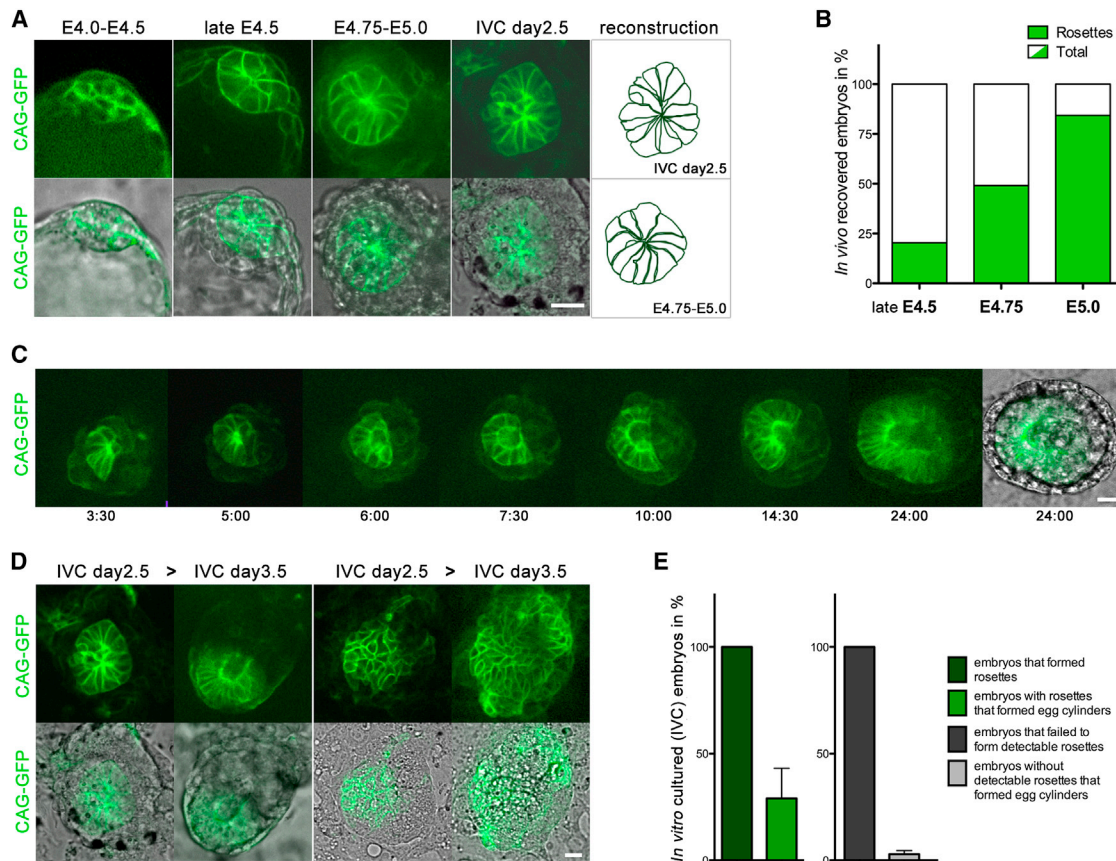 A
E4.0-E4.5 late E4.5 E4.75-E5.0 IVC day2.5 reconstruction
CAG-GFP
CAG-GFP
IVC day2.5
E4.75-E5.0
B
Rosettes
Total
In vivo recovered embryos in %
100
75
50
25
0
late E4.5 E4.75 E5.0
C
CAG-GFP
3:30 5:00 6:00 7:30 10:00 14:30 24:00 24:00
D
IVC day2.5 > IVC day3.5 IVC day2.5 > IVC day3.5
CAG-GFP
CAG-GFP
E
In vitro cultured (IVC) embryos in %
100
50
0
100
50
0
embryos that formed
rosettes
embryos with rosettes
that formed egg cylinders
embryos that failed to
form detectable rosettes
embryos without
detectable rosettes that
formed egg cylinders